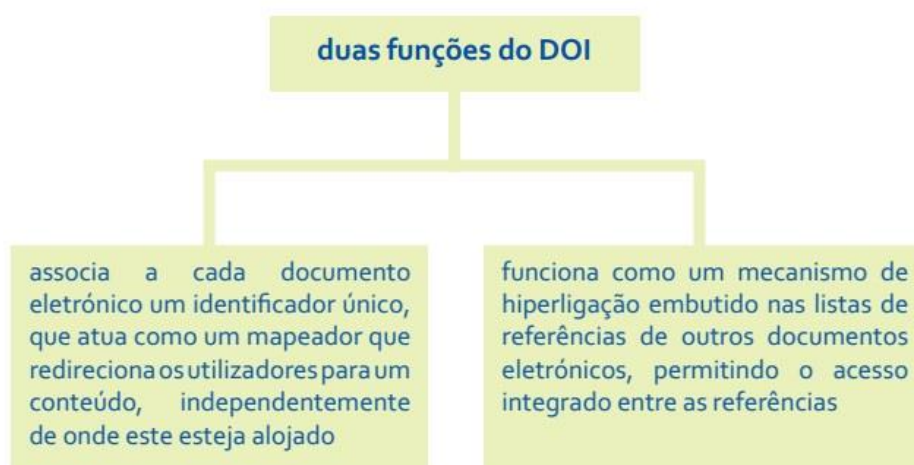 duas funções do DOI
associa a cada documento
eletrónico um identificador único,
que atua como um mapeador que
redireciona os utilizadores para um
conteúdo, independentemente
de onde este esteja alojado
funciona como um mecanismo de
hiperligação embutido nas listas de
referências de outros documentos
eletrónicos, permitindo o acesso
integrado entre as referências